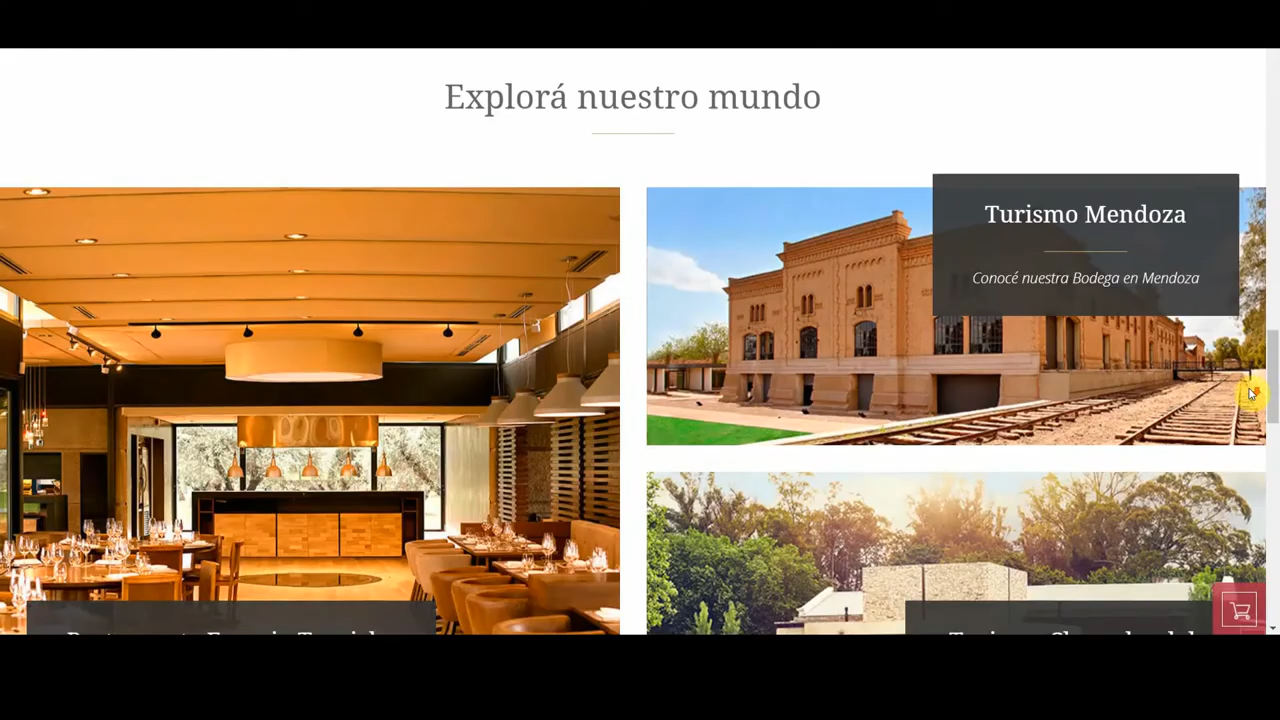 Explorá nuestro mundo
Turismo Mendoza
Conocé nuestra Bodega en Mendoza